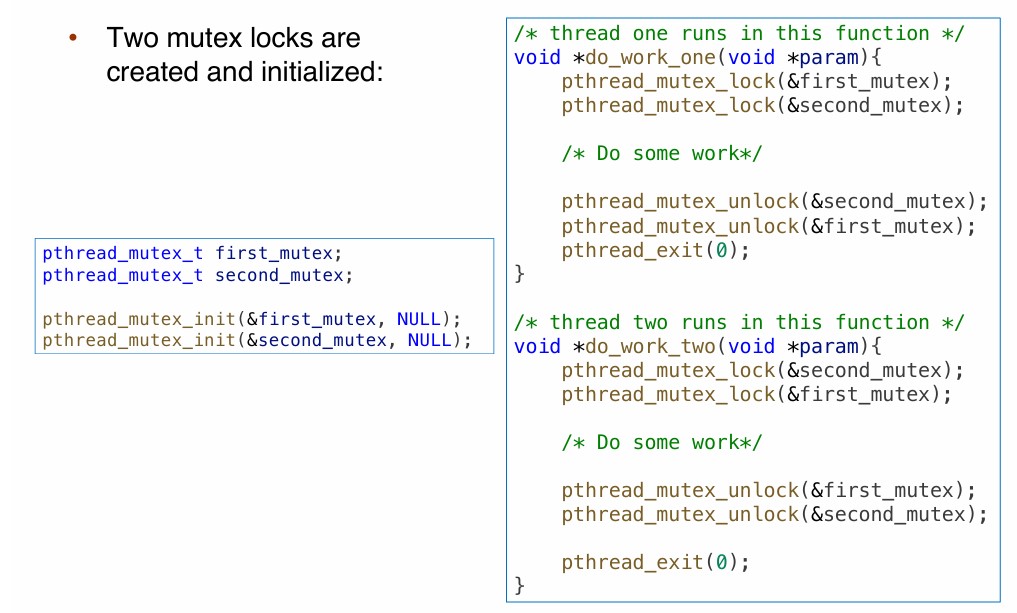 • Two mutex locks are
created and initialized:
pthread_mutex_t first_mutex;
pthread_mutex_t second_mutex;
pthread_mutex_init(&first_mutex, NULL);
pthread_mutex_init(&second_mutex, NULL);
/* thread one runs in this function */
void *do_work_one(void *param){
    pthread_mutex_lock(&first_mutex);
    pthread_mutex_lock(&second_mutex);
    /* Do some work*/
    pthread_mutex_unlock(&second_mutex);
    pthread_mutex_unlock(&first_mutex);
    pthread_exit(0);
}
/* thread two runs in this function */
void *do_work_two(void *param){
    pthread_mutex_lock(&second_mutex);
    pthread_mutex_lock(&first_mutex);
    /* Do some work*/
    pthread_mutex_unlock(&first_mutex);
    pthread_mutex_unlock(&second_mutex);
    pthread_exit(0);
}